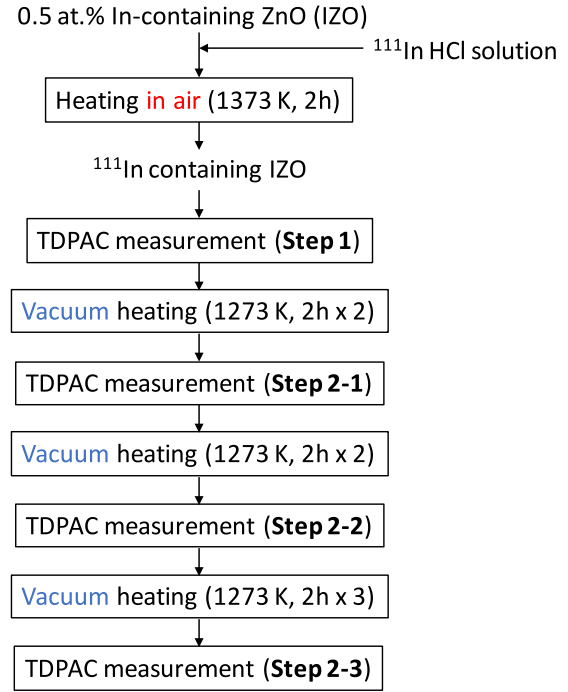 0.5 at.% In-containing ZnO (IZO)
¹¹¹In HCl solution
Heating in air (1373 K, 2h)
¹¹¹In containing IZO
TDPAC measurement (Step 1)
Vacuum heating (1273 K, 2h x 2)
TDPAC measurement (Step 2-1)
Vacuum heating (1273 K, 2h x 2)
TDPAC measurement (Step 2-2)
Vacuum heating (1273 K, 2h x 3)
TDPAC measurement (Step 2-3)